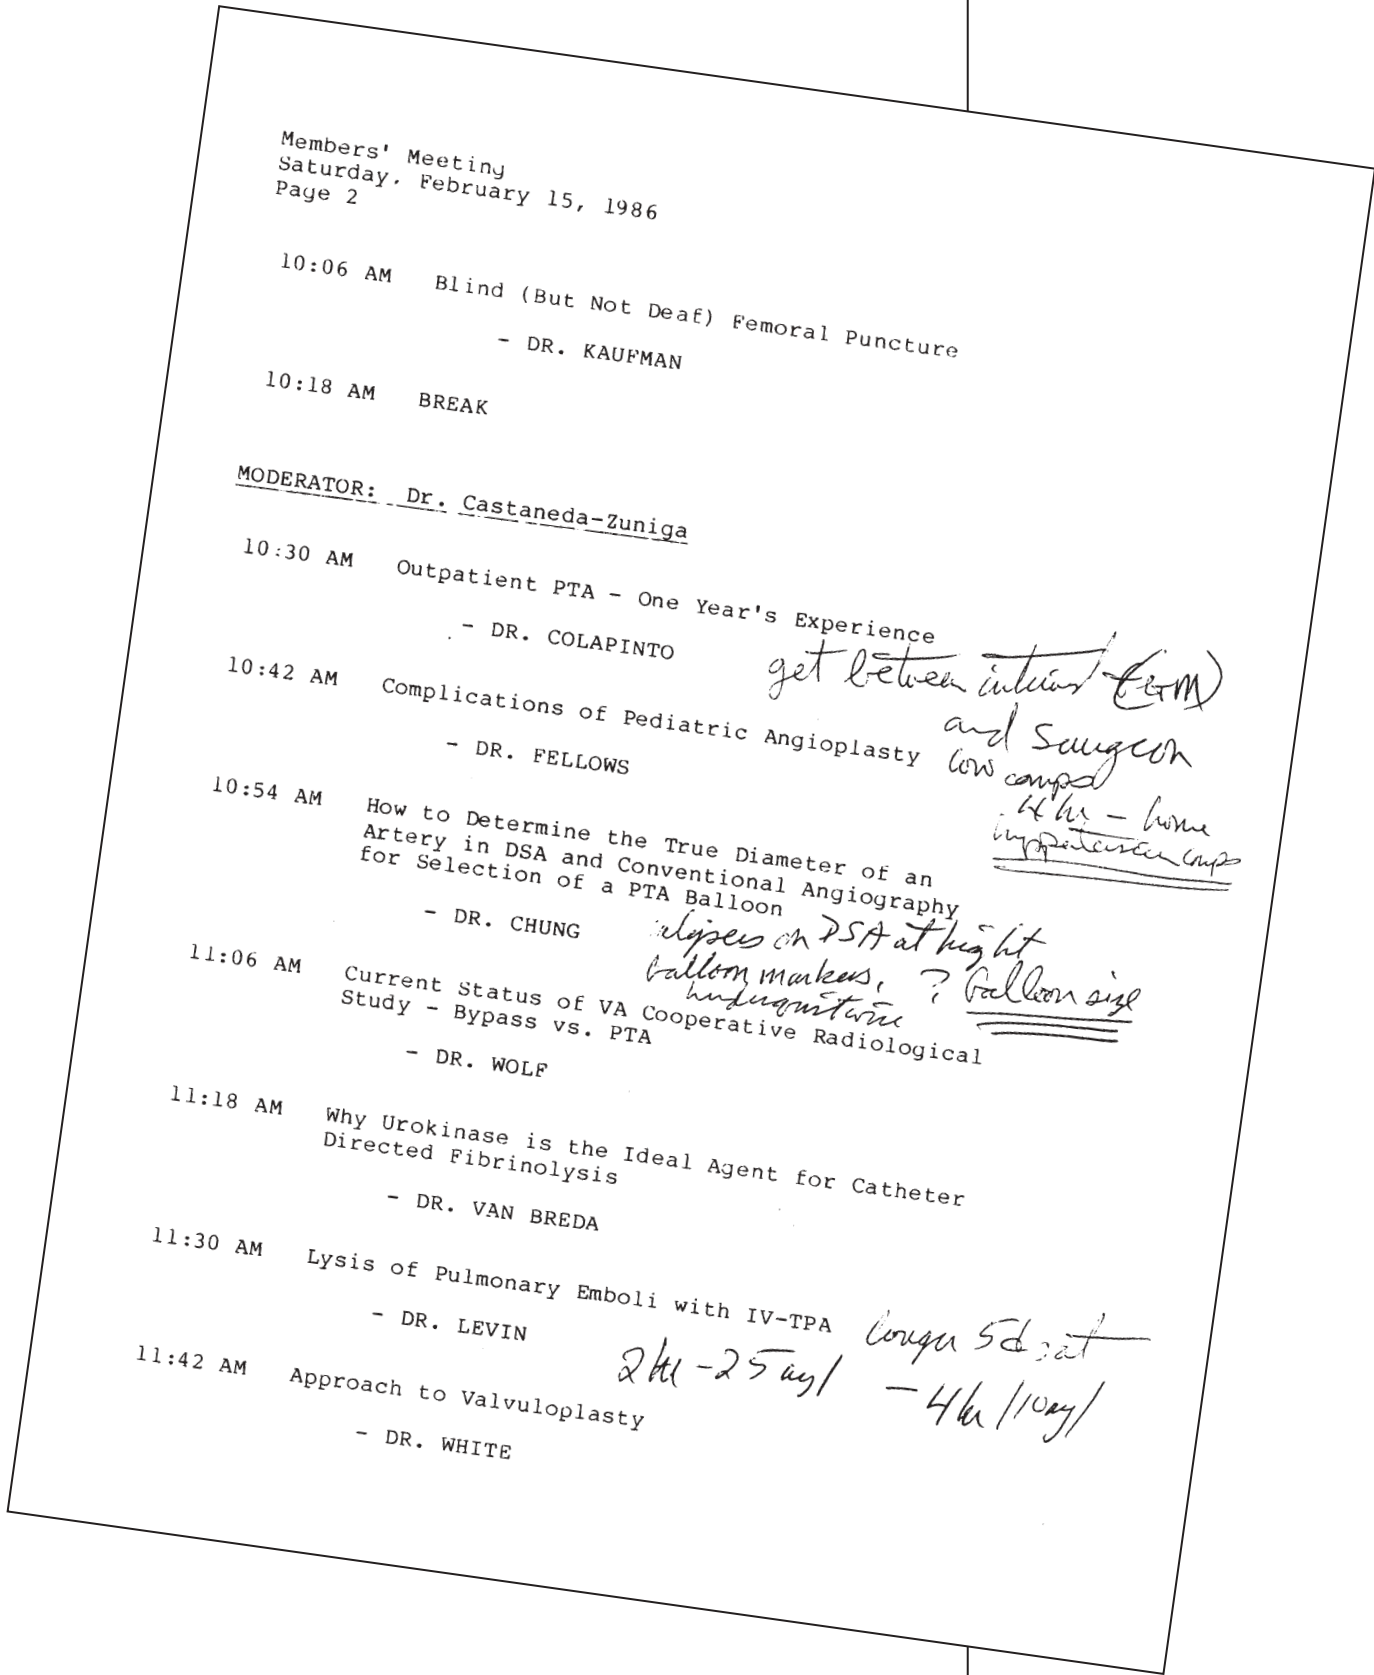 Members' Meeting
Saturday, February 15, 1986
Page 2
10:06 AM Blind (But Not Deaf) Femoral Puncture
- DR. KAUFMAN
10:18 AM BREAK
MODERATOR: Dr. Castaneda-Zuniga
10:30 AM Outpatient PTA - One Year's Experience
- DR. COLAPINTO
get between
and Surgeon
10:42 AM Complications of Pediatric Angioplasty
low comps
- DR. FELLOWS
4 hr - home
comps
10:54 AM How to Determine the True Diameter of an
Artery in DSA and Conventional Angiography
for Selection of a PTA Balloon
- DR. CHUNG
on DSA at hight
balloon markers, ? balloon size
11:06 AM Current Status of VA Cooperative Radiological
Study - Bypass vs. PTA
- DR. WOLF
11:18 AM Why Urokinase is the Ideal Agent for Catheter
Directed Fibrinolysis
- DR. VAN BREDA
11:30 AM Lysis of Pulmonary Emboli with IV-TPA
- DR. LEVIN
2 hr - 25 mg/ - 4 hr / 10 mg/
11:42 AM Approach to Valvuloplasty
- DR. WHITE